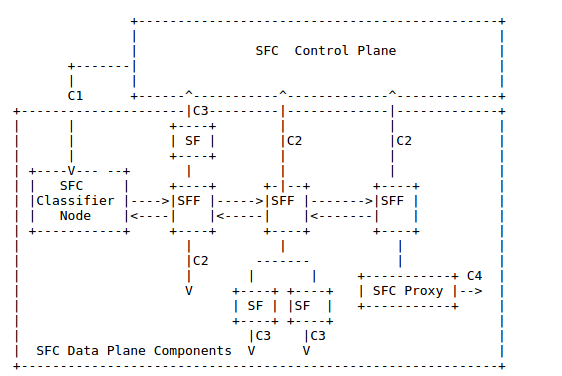 SFC Control Plane
C1
C3
SF
C2 C2
SFC
Classifier SFF SFF SFF
Node
C2
C4
SFC Proxy
SF SF
C3 C3
SFC Data Plane Components